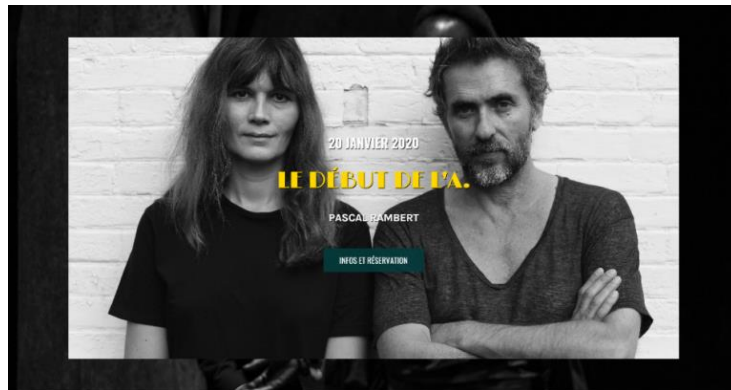 20 JANVIER 2020
LE DÉBUT DE L'A.
PASCAL RAMBERT
INFOS ET RÉSERVATION